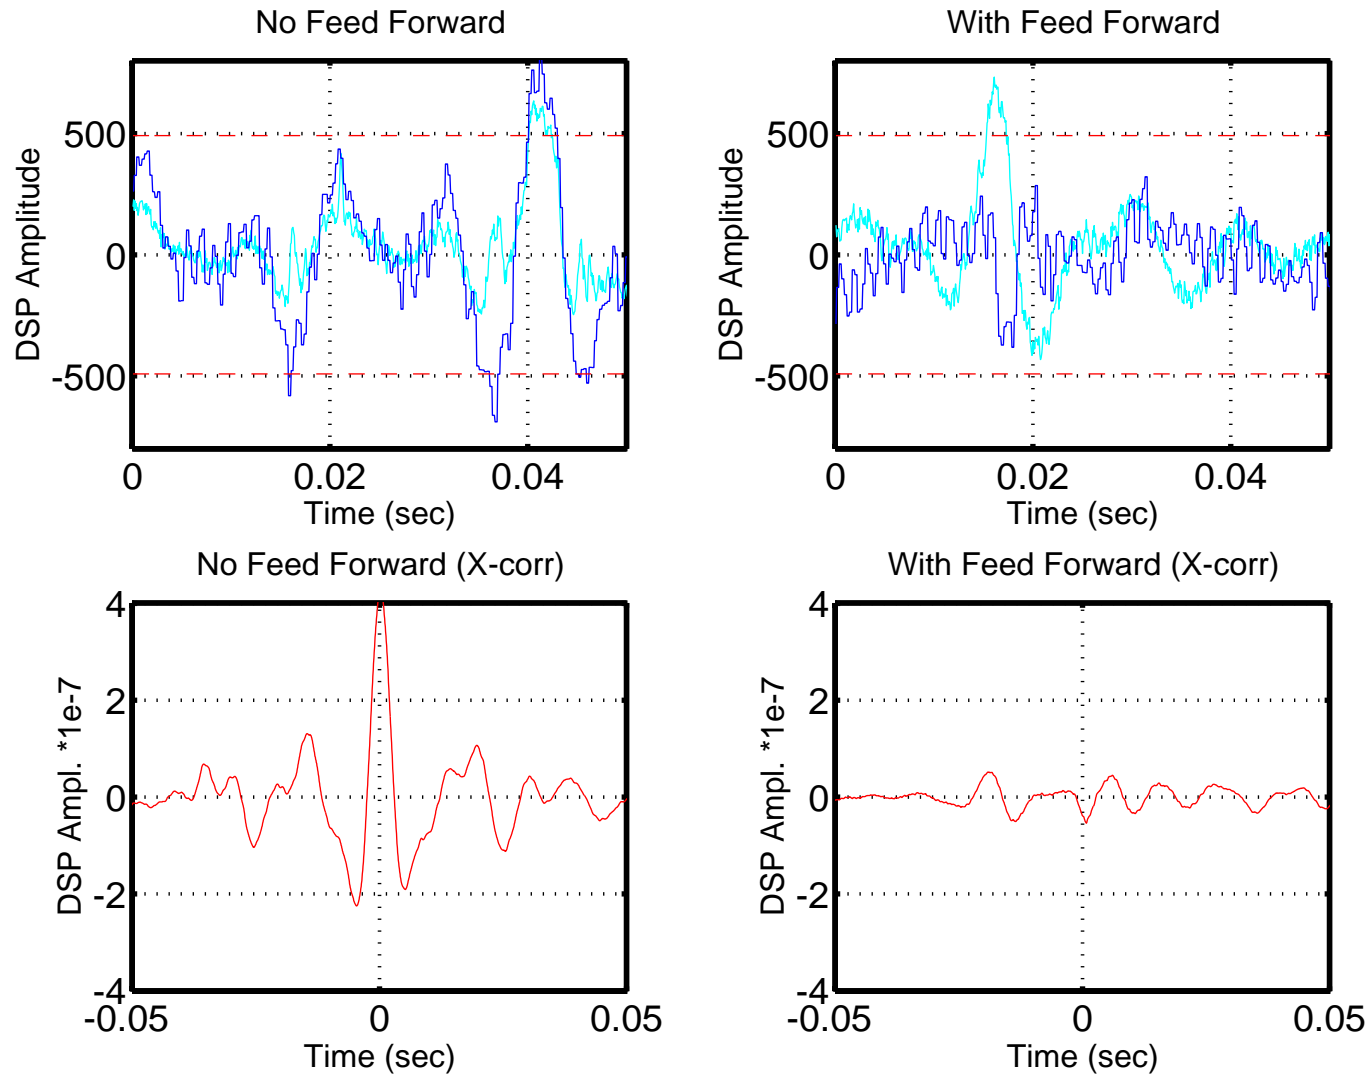 No Feed Forward
With Feed Forward
DSP Amplitude
500
0
-500
0
0.02
0.04
Time (sec)
DSP Amplitude
500
0
-500
0
0.02
0.04
Time (sec)
No Feed Forward (X-corr)
With Feed Forward (X-corr)
DSP Ampl. *1e-7
4
2
0
-2
-4
-0.05
0
0.05
Time (sec)
DSP Ampl. *1e-7
4
2
0
-2
-4
-0.05
0
0.05
Time (sec)